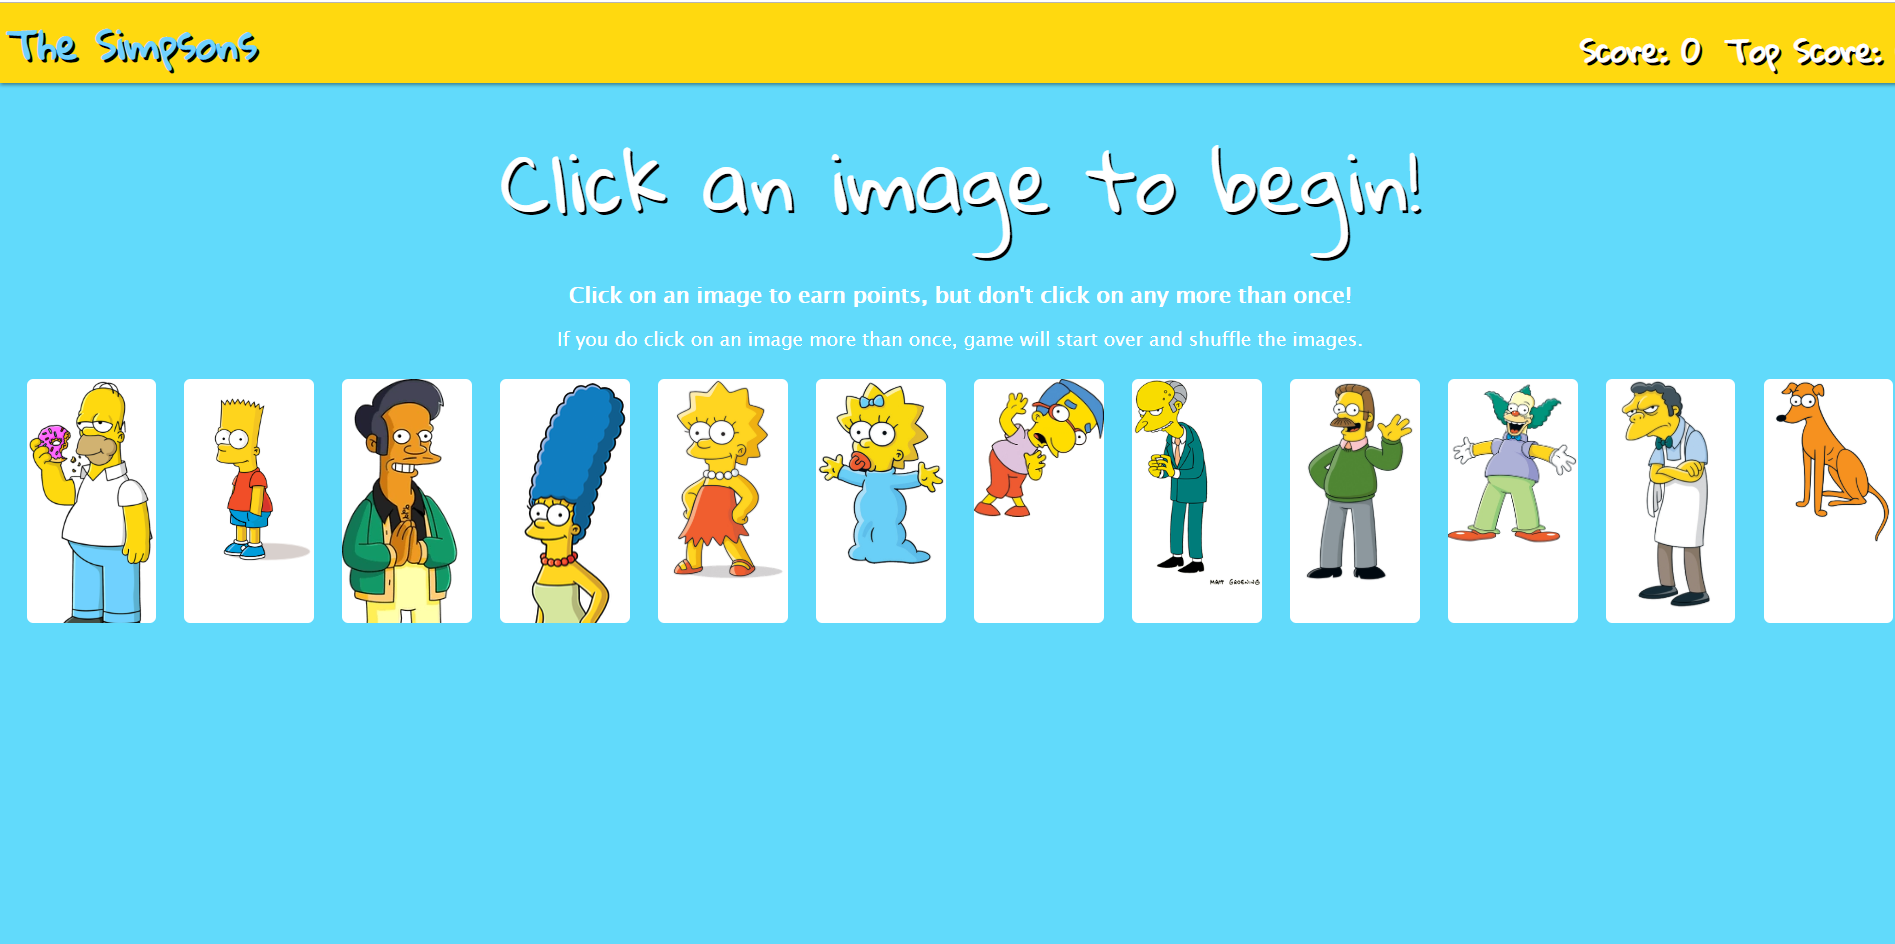 The Simpsons
Score: 0 Top Score:
Click an image to begin!
Click on an image to earn points, but don't click on any more than once!
If you do click on an image more than once, game will start over and shuffle the images.
MATT GROENING